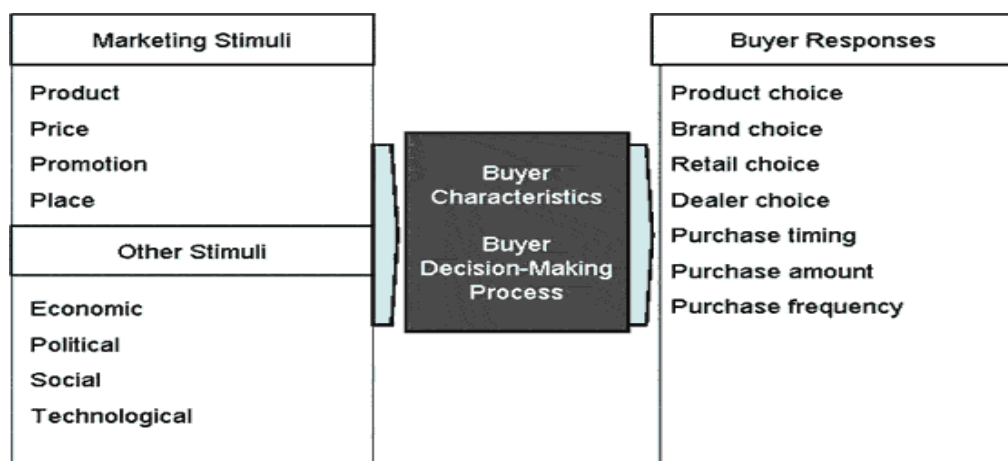 Marketing Stimuli
Product
Price
Promotion
Place
Other Stimuli
Economic
Political
Social
Technological
Buyer
Characteristics
Buyer
Decision-Making
Process
Buyer Responses
Product choice
Brand choice
Retail choice
Dealer choice
Purchase timing
Purchase amount
Purchase frequency